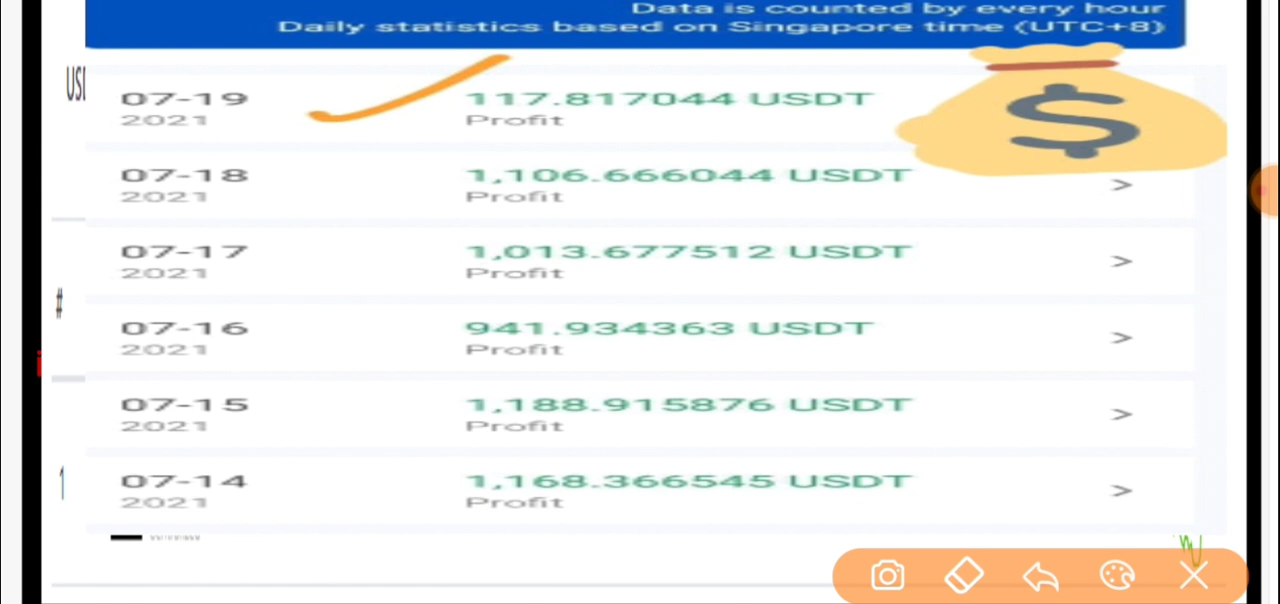 Data is counted by every hour
Daily statistics based on Singapore time (UTC+8)
USI
07-19 117.817044 USDT
2021 Profit
$
07-18 1,106.666044 USDT
2021 Profit
>
07-17 1,013.677512 USDT
2021 Profit
>
#
07-16 941.934363 USDT
2021 Profit
>
07-15 1,188.915876 USDT
2021 Profit
>
07-14 1,168.366545 USDT
2021 Profit
>
1